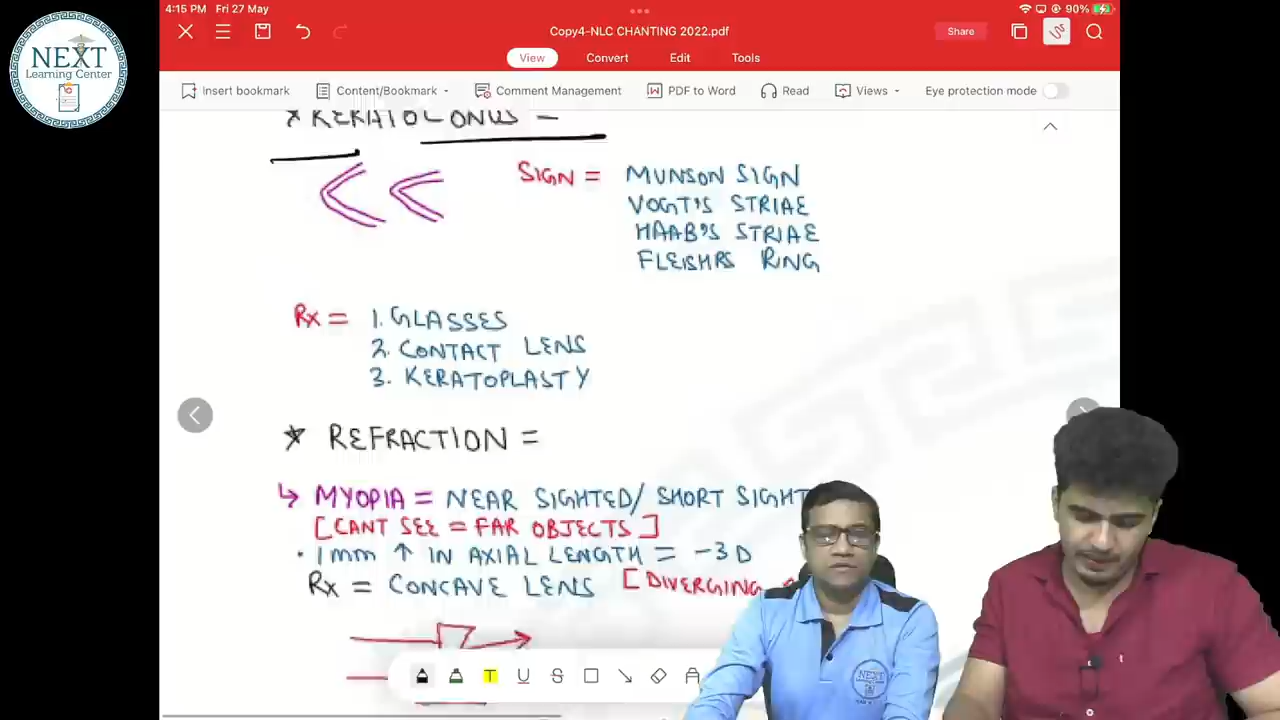 4:15 PM Fri 27 May
90%
NEXT
Learning Center
Copy4-NLC CHANTING 2022.pdf
Share
View Convert Edit Tools
Insert bookmark Content/Bookmark Comment Management PDF to Word Read Views Eye protection mode
* KERATOCONUS =
SIGN = MUNSON SIGN
VOGT'S STRIAE
HAAB'S STRIAE
FLEISHRS RING
Rx = 1. GLASSES
2. CONTACT LENS
3. KERATOPLASTY
* REFRACTION =
↳ MYOPIA = NEAR SIGHTED/ SHORT SIGHT
[CANT SEE = FAR OBJECTS]
• 1mm ↑ IN AXIAL LENGTH = -3D
Rx = CONCAVE LENS [DIVERGING
T U S
NEXT